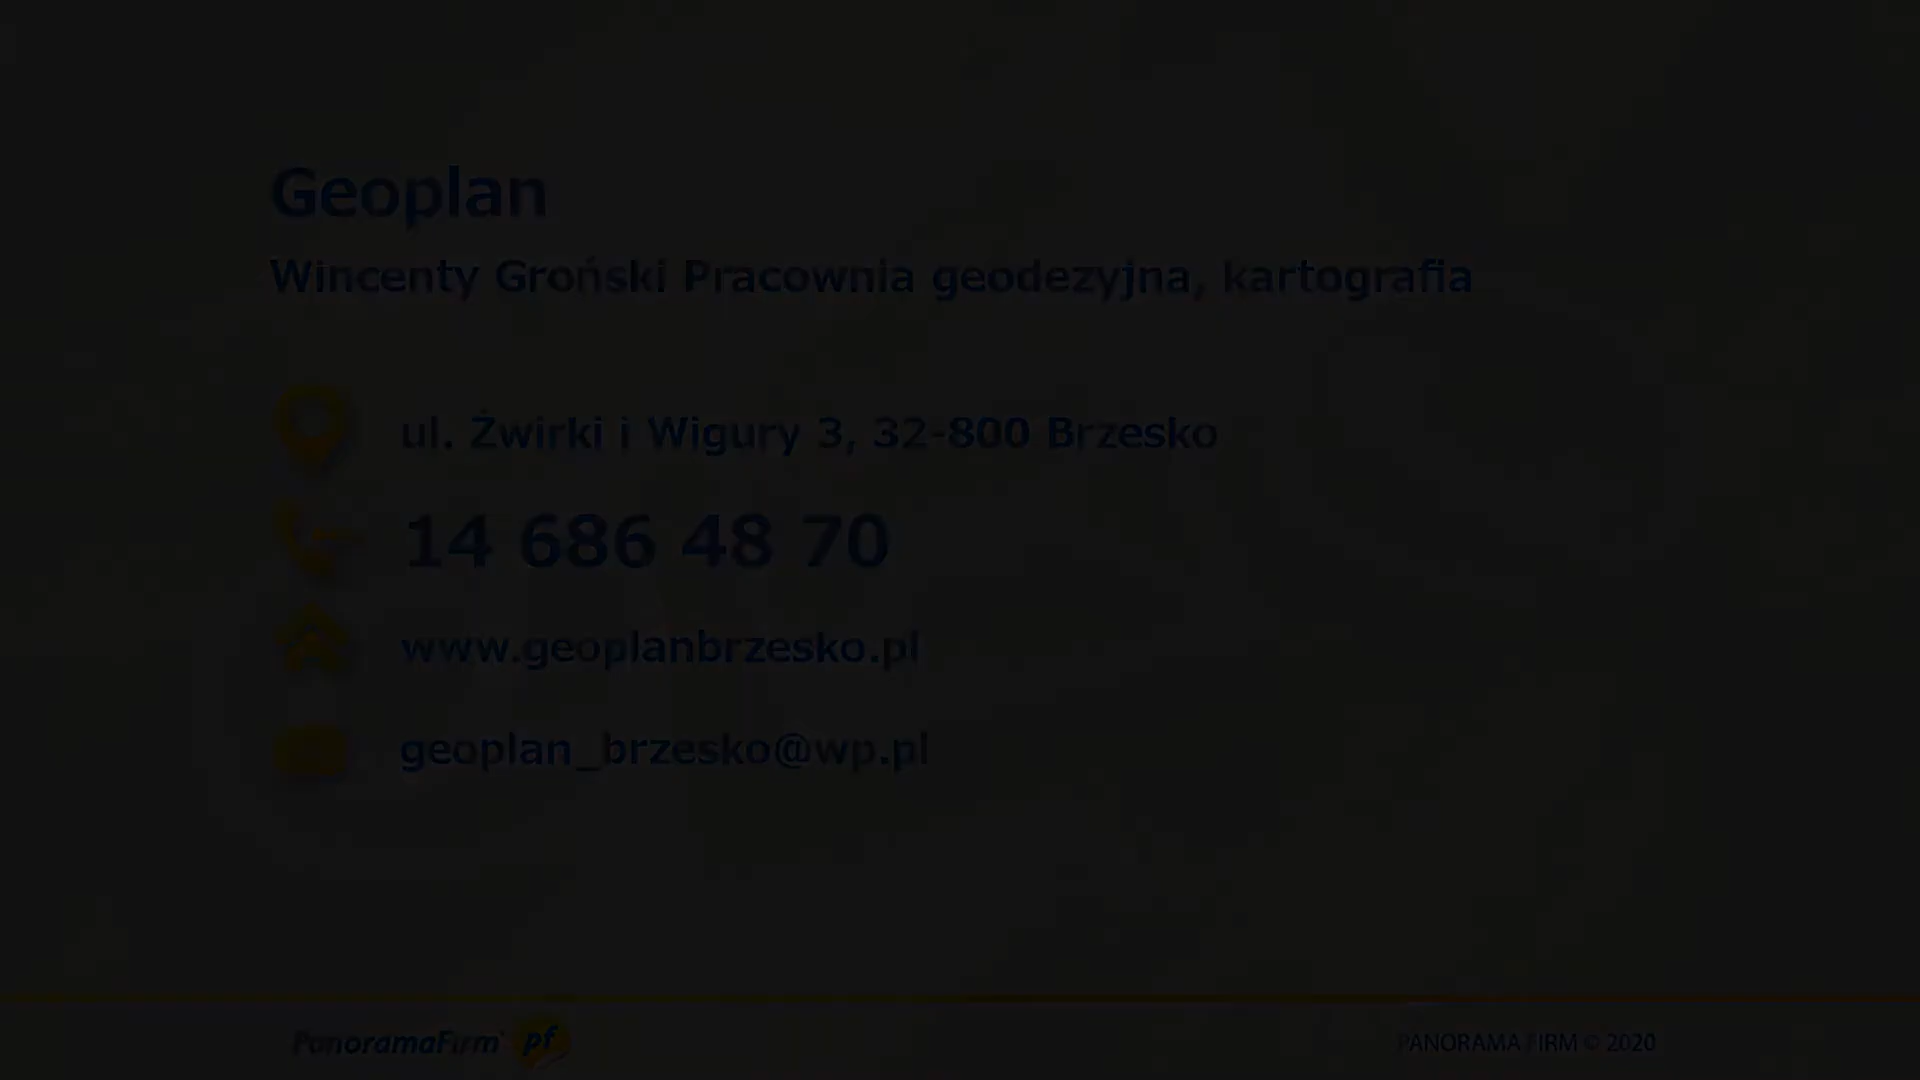 Geoplan
Wincenty Groński Pracownia geodezyjna, kartografia
ul. Żwirki i Wigury 3, 32-800 Brzesko
14 686 48 70
www.geoplanbrzesko.pl
geoplan_brzesko@wp.pl
PanoramaFirm pf
PANORAMA FIRM © 2020